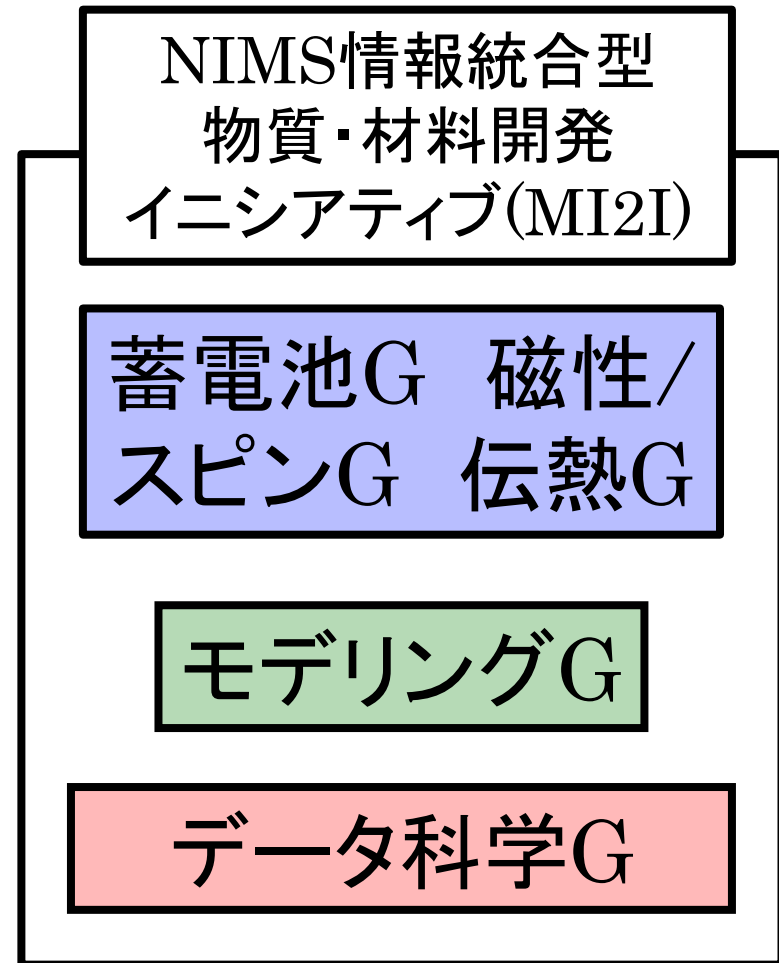 NIMS情報統合型
物質・材料開発
イニシアティブ(MI2I)
蓄電池G 磁性/
スピンG 伝熱G
モデリングG
データ科学G